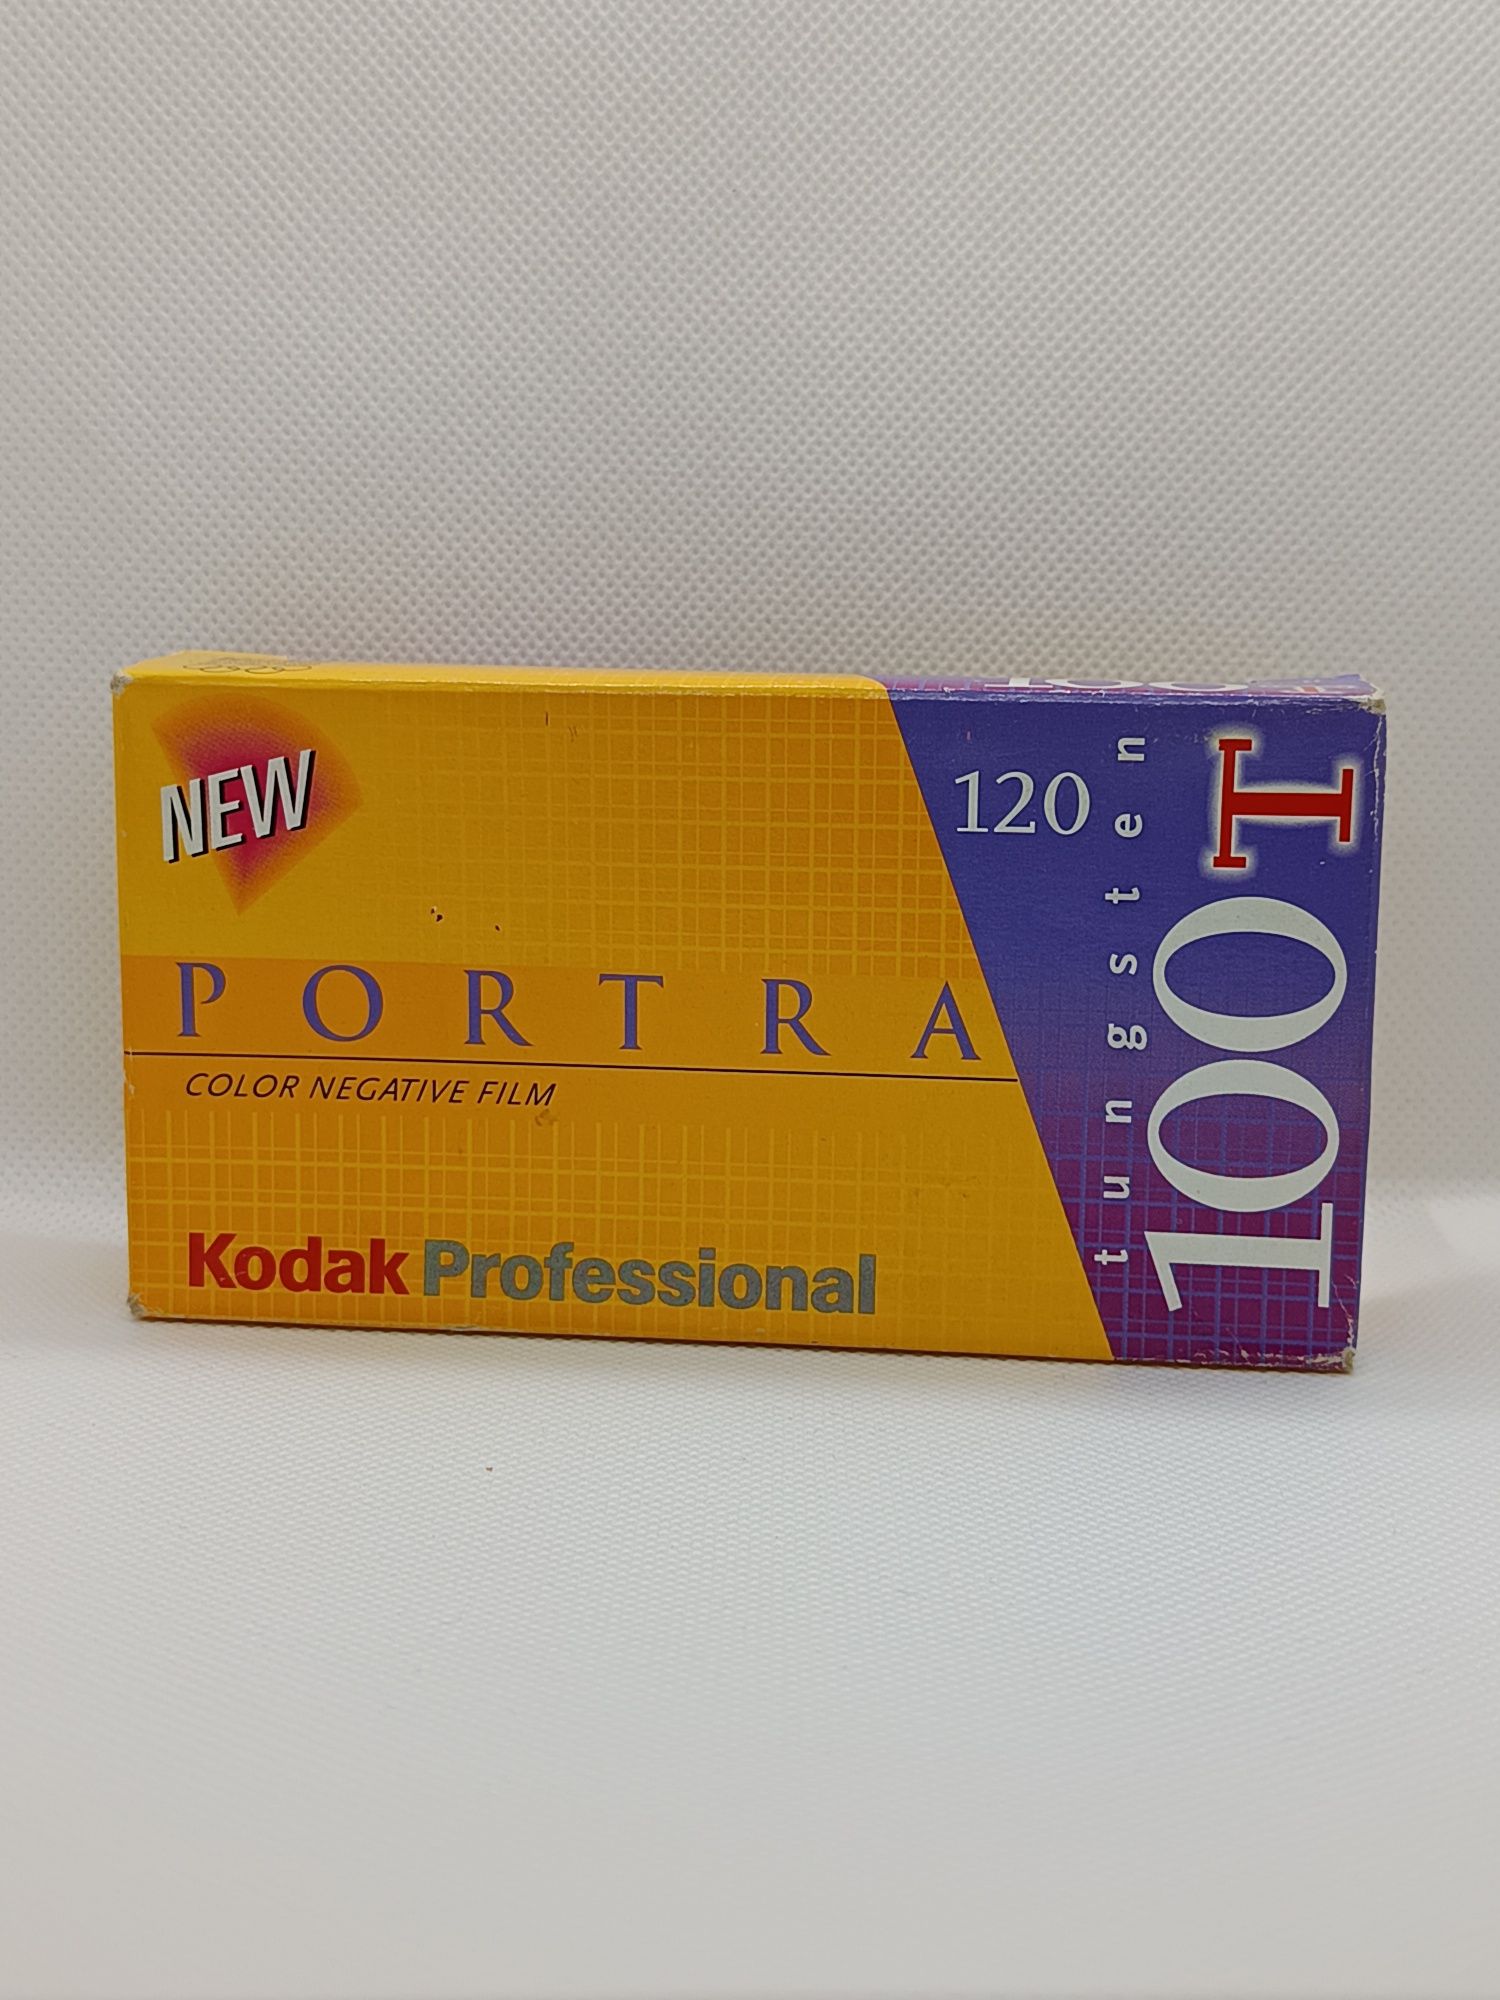 NEW
120
PORTRA
COLOR NEGATIVE FILM
Kodak Professional
tungsten
100T